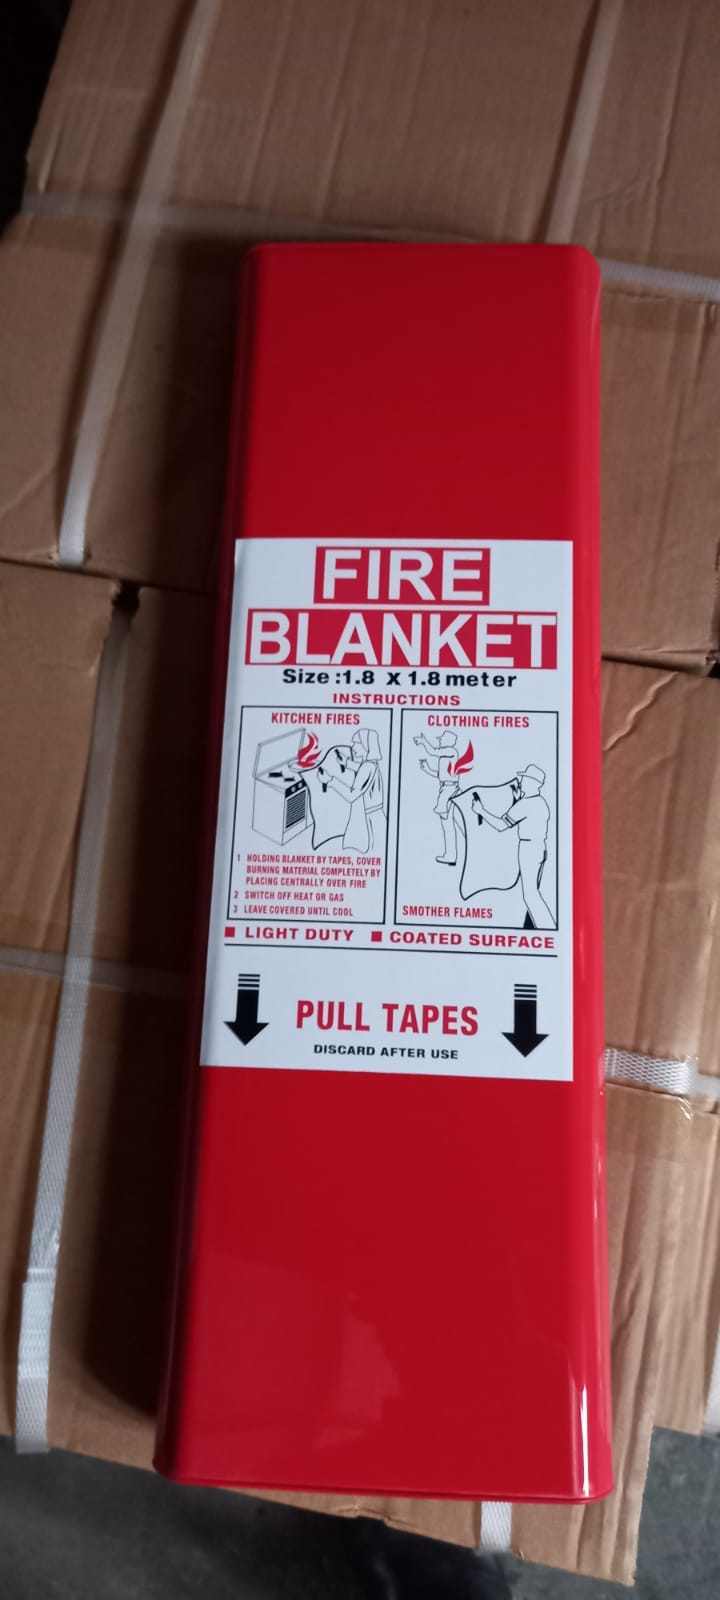 FIRE
BLANKET
Size :1.8 X 1.8 meter
INSTRUCTIONS
KITCHEN FIRES
1 HOLDING BLANKET BY TAPES, COVER
BURNING MATERIAL COMPLETELY BY
PLACING CENTRALLY OVER FIRE
2 SWITCH OFF HEAT OR GAS
3 LEAVE COVERED UNTIL COOL
CLOTHING FIRES
SMOTHER FLAMES
LIGHT DUTY COATED SURFACE
PULL TAPES
DISCARD AFTER USE